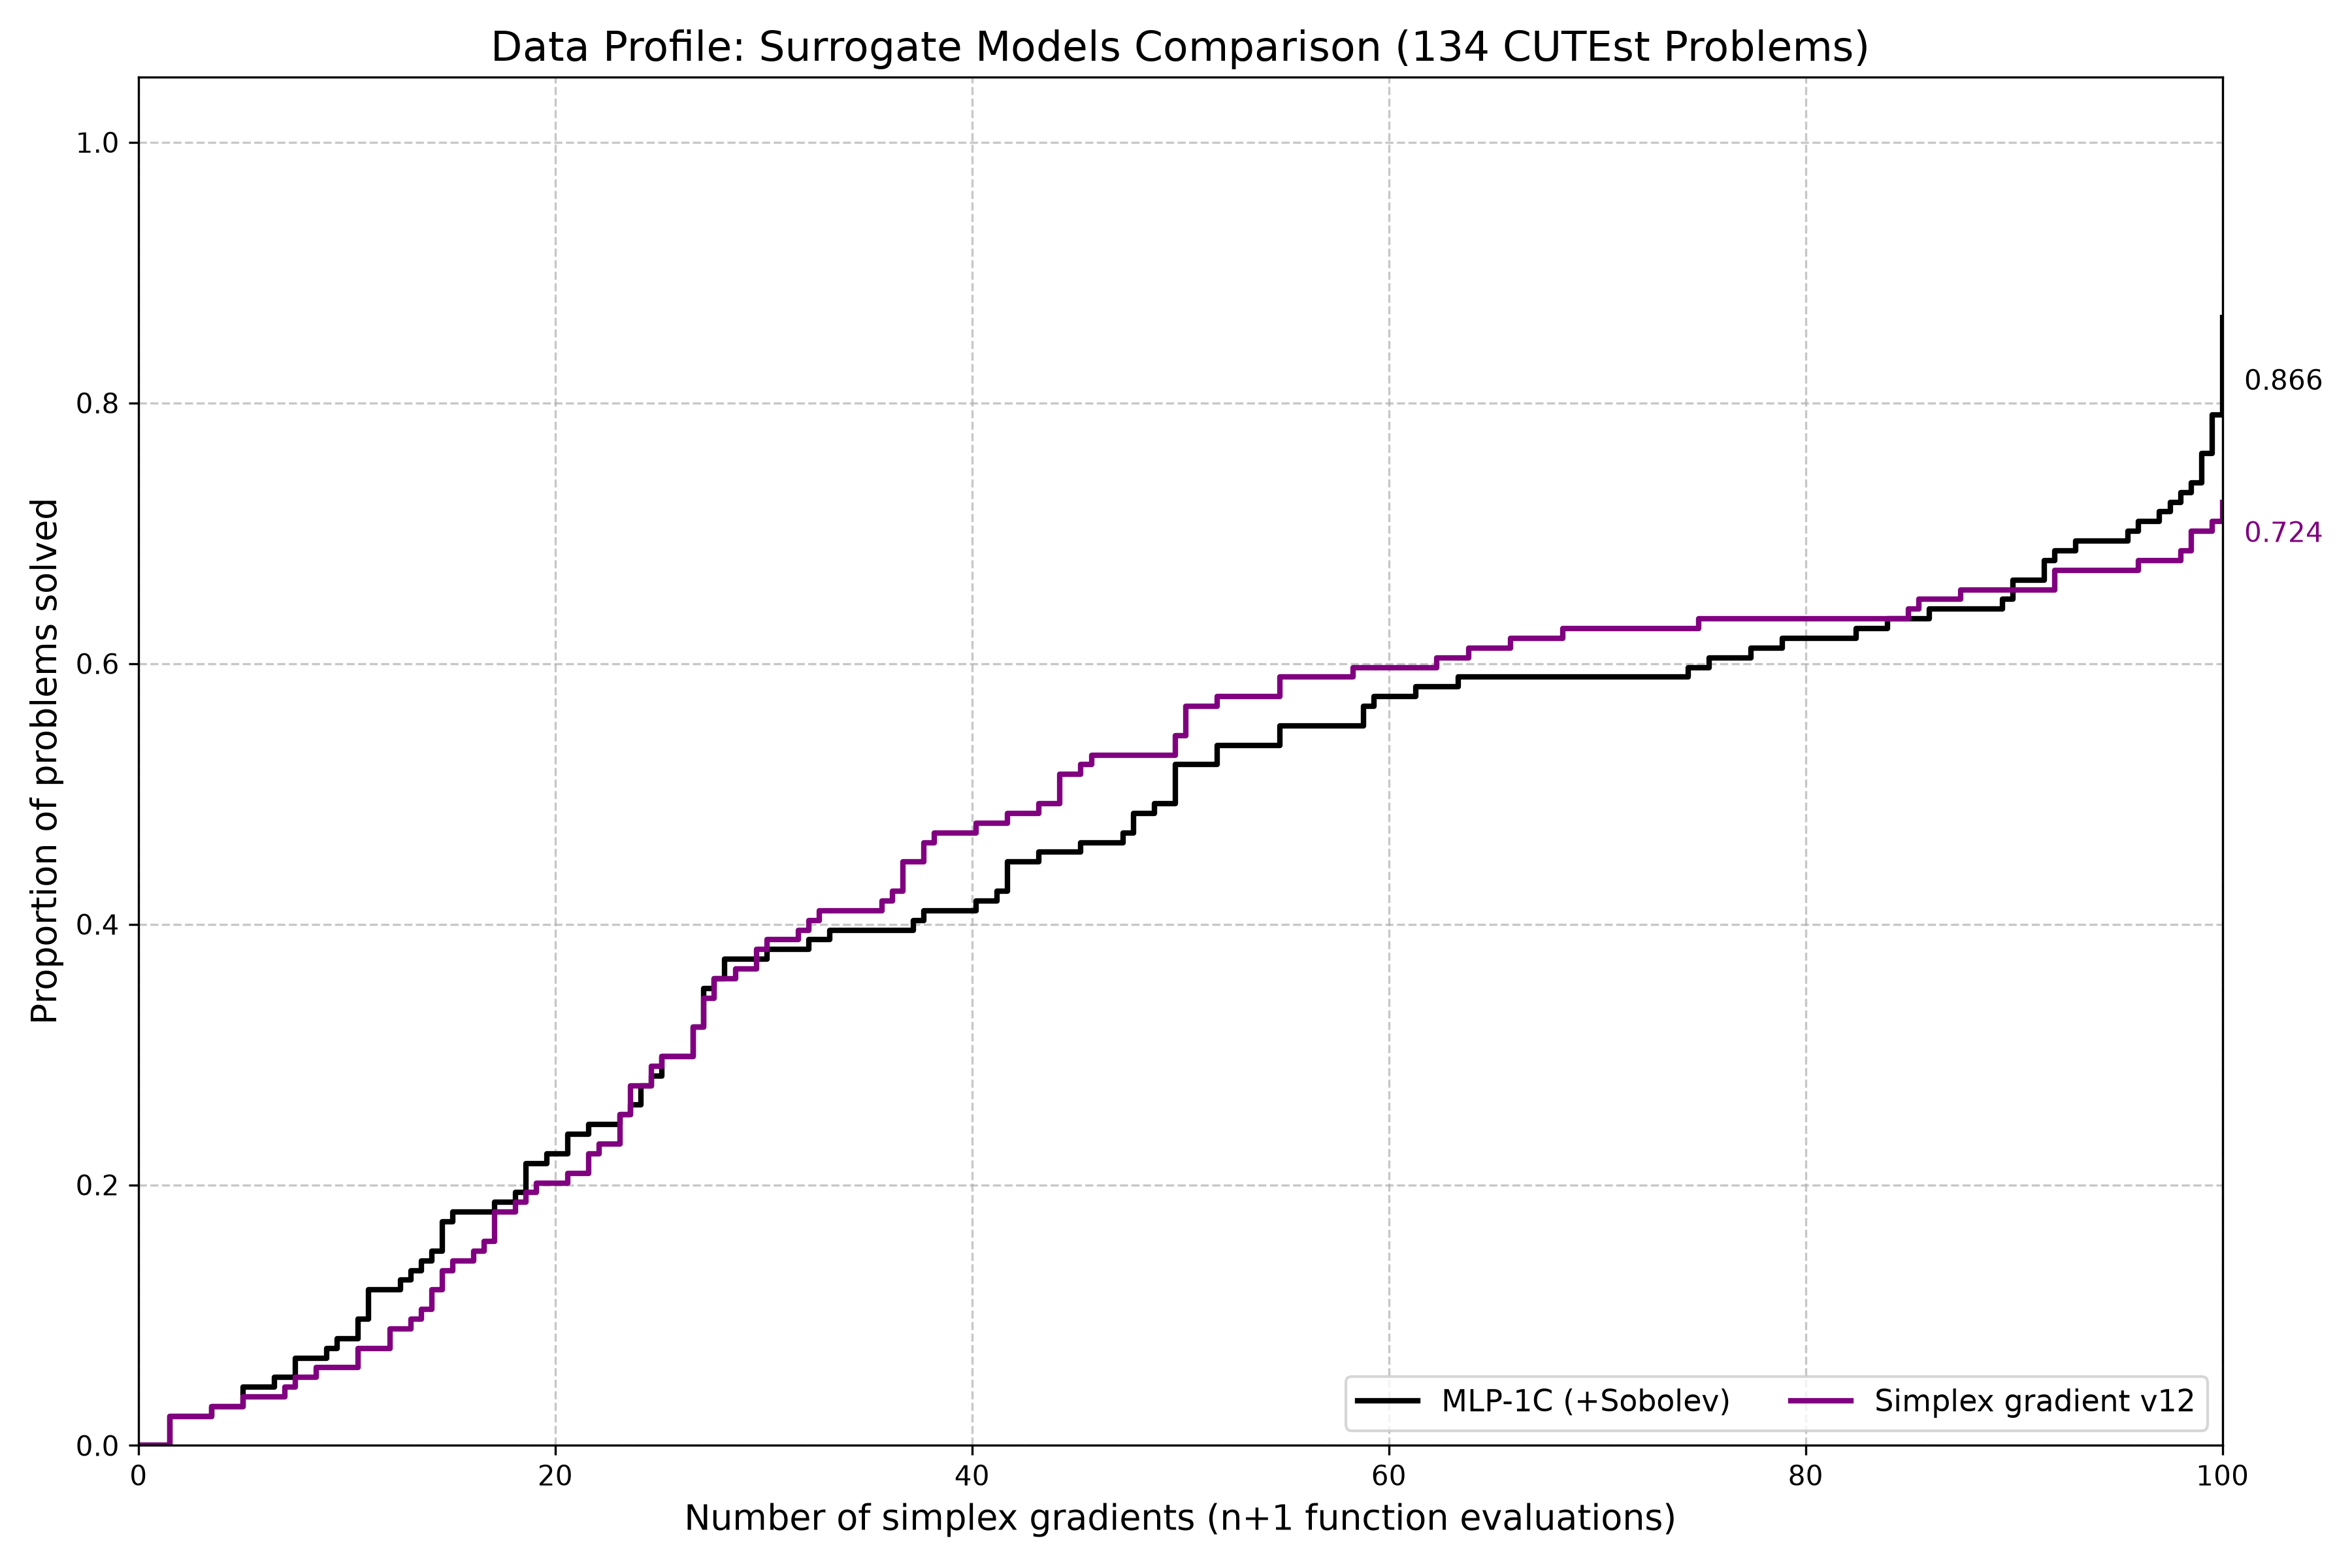 Data Profile: Surrogate Models Comparison (134 CUTEst Problems)
Proportion of problems solved
1.0
0.8
0.6
0.4
0.2
0.0
0.866
0.724
MLP-1C (+Sobolev)
Simplex gradient v12
0
20
40
60
80
100
Number of simplex gradients (n+1 function evaluations)